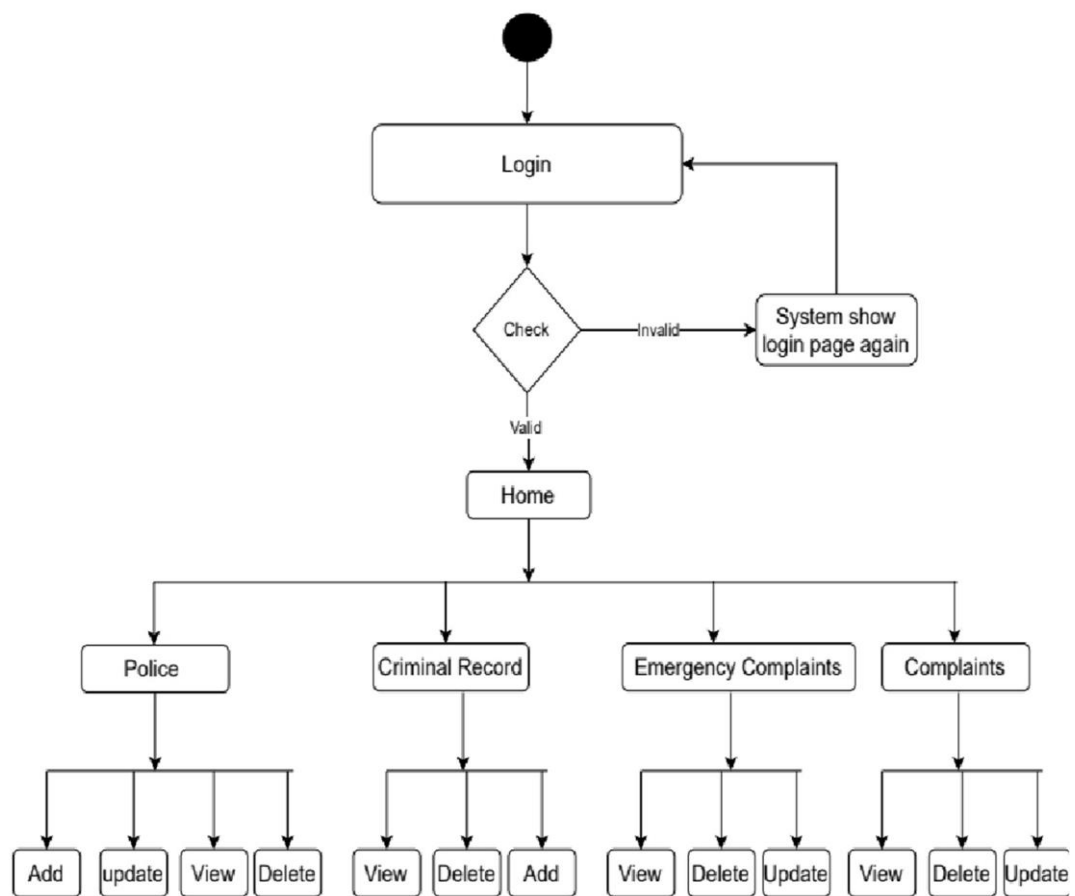 Login
Check
Invalid
System show
login page again
Valid
Home
Police
Criminal Record
Emergency Complaints
Complaints
Add
update
View
Delete
View
Delete
Add
View
Delete
Update
View
Delete
Update